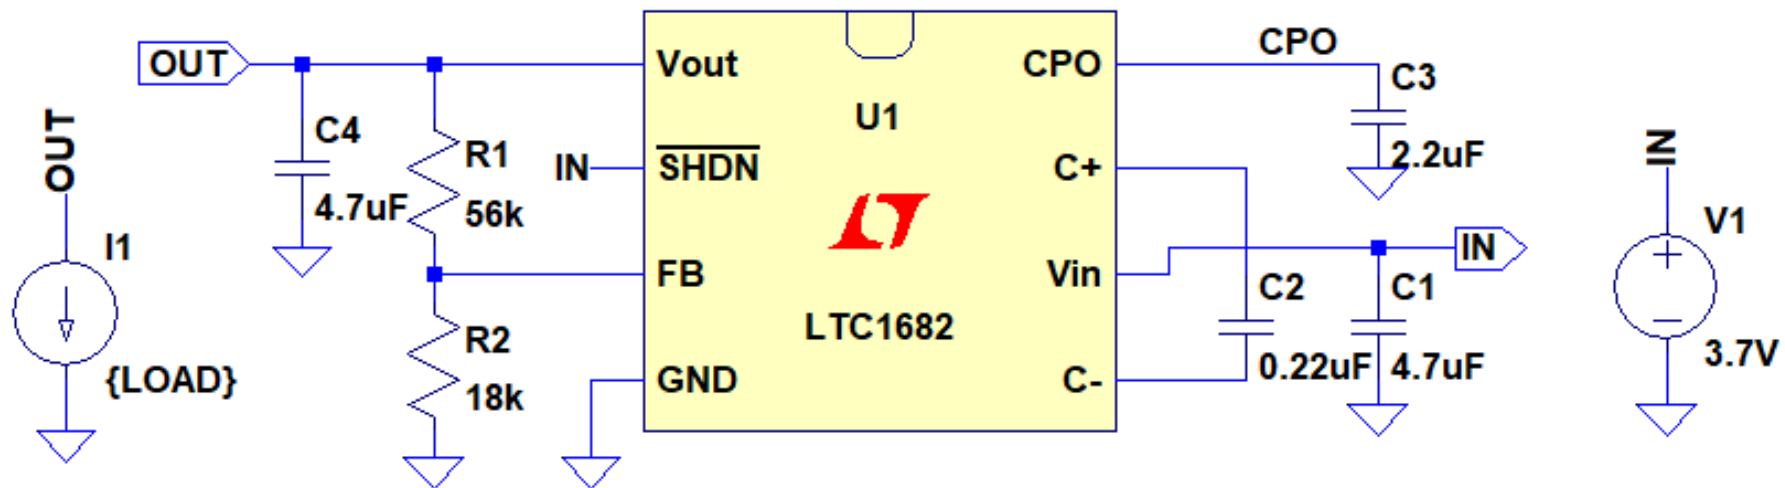 OUT
OUT
I1
{LOAD}
C4
4.7uF
R1
56k
R2
18k
IN
Vout
SHDN
FB
GND
U1
LTC1682
CPO
C+
Vin
C-
CPO
C3
2.2uF
IN
C2
0.22uF
C1
4.7uF
IN
V1
3.7V